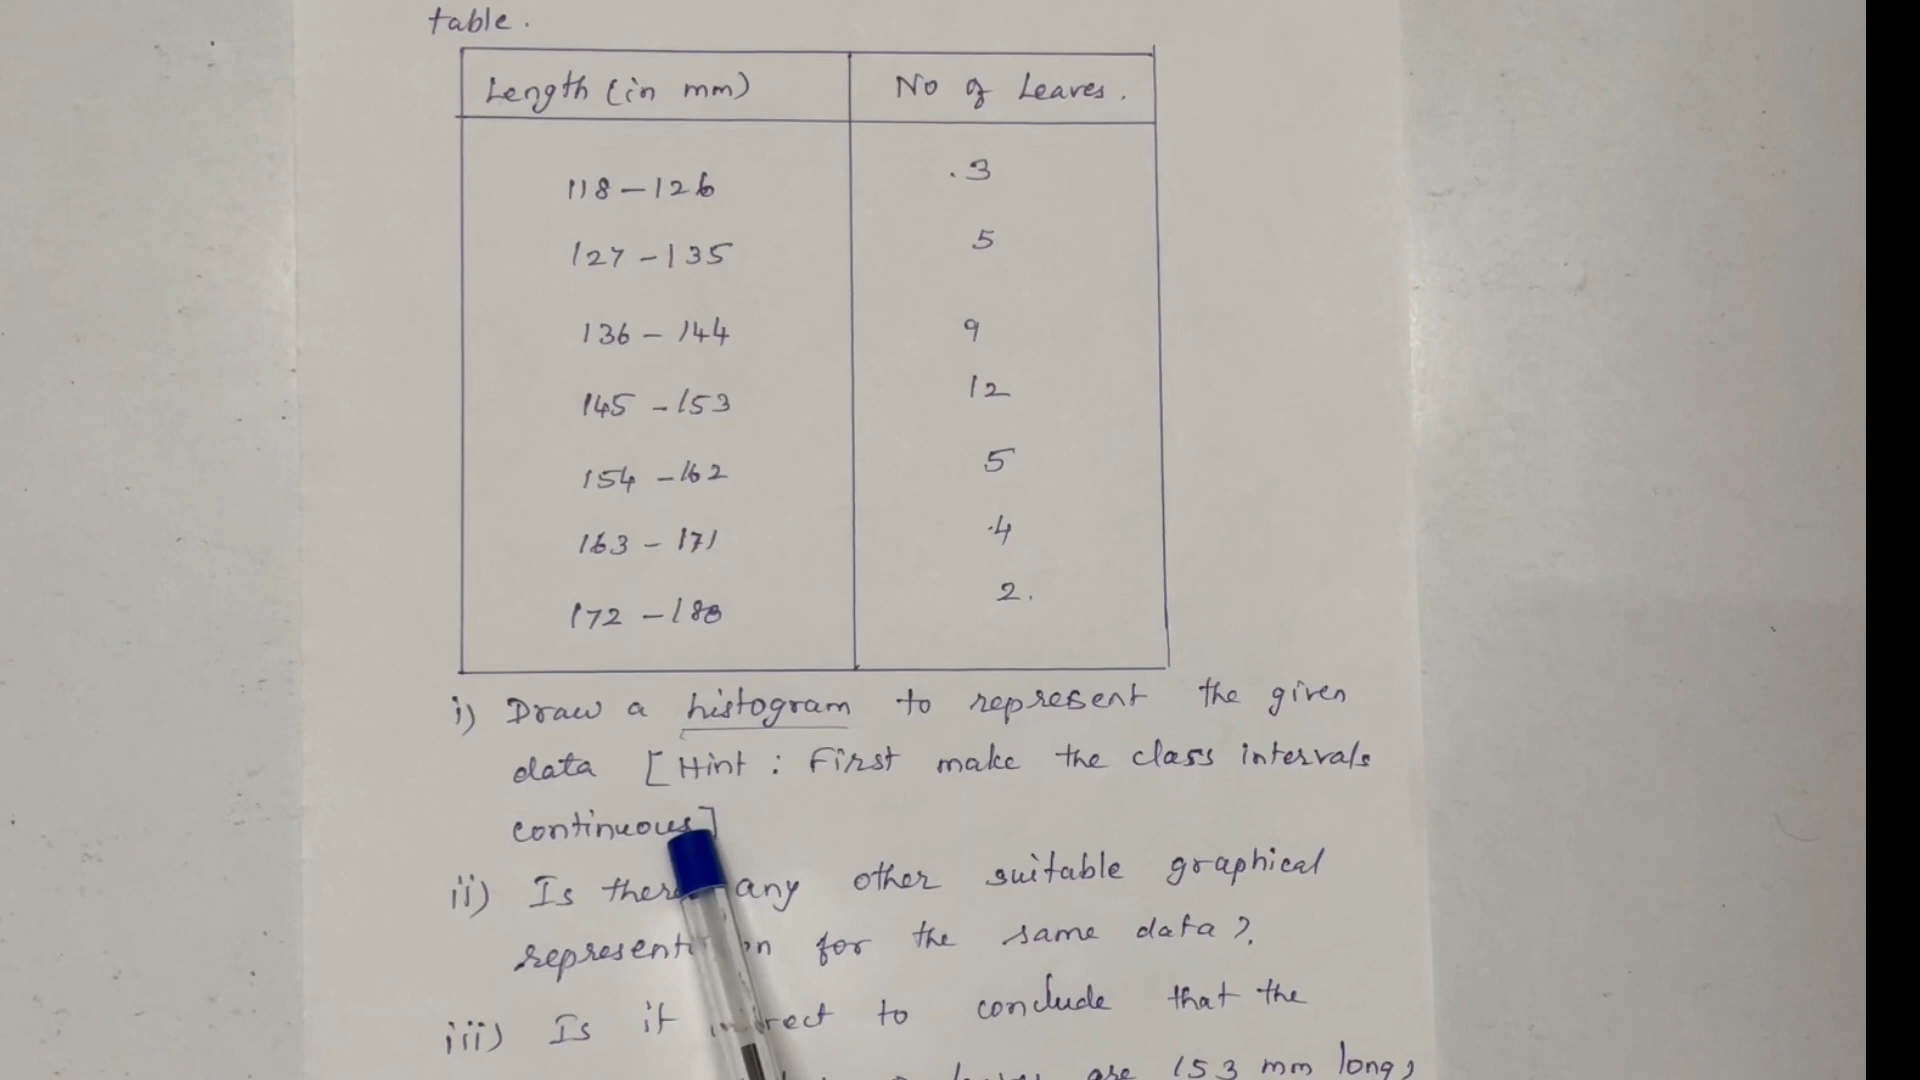 table.
Length (in mm) No of Leaves.
118-126 3
127-135 5
136-144 9
145-153 12
154-162 5
163-171 4
172-180 2.
i) Draw a histogram to represent the given
data [Hint: First make the class intervals
continuous]
ii) Is there any other suitable graphical
for the same data?
iii) Is it to conclude that the
are 153 mm long,